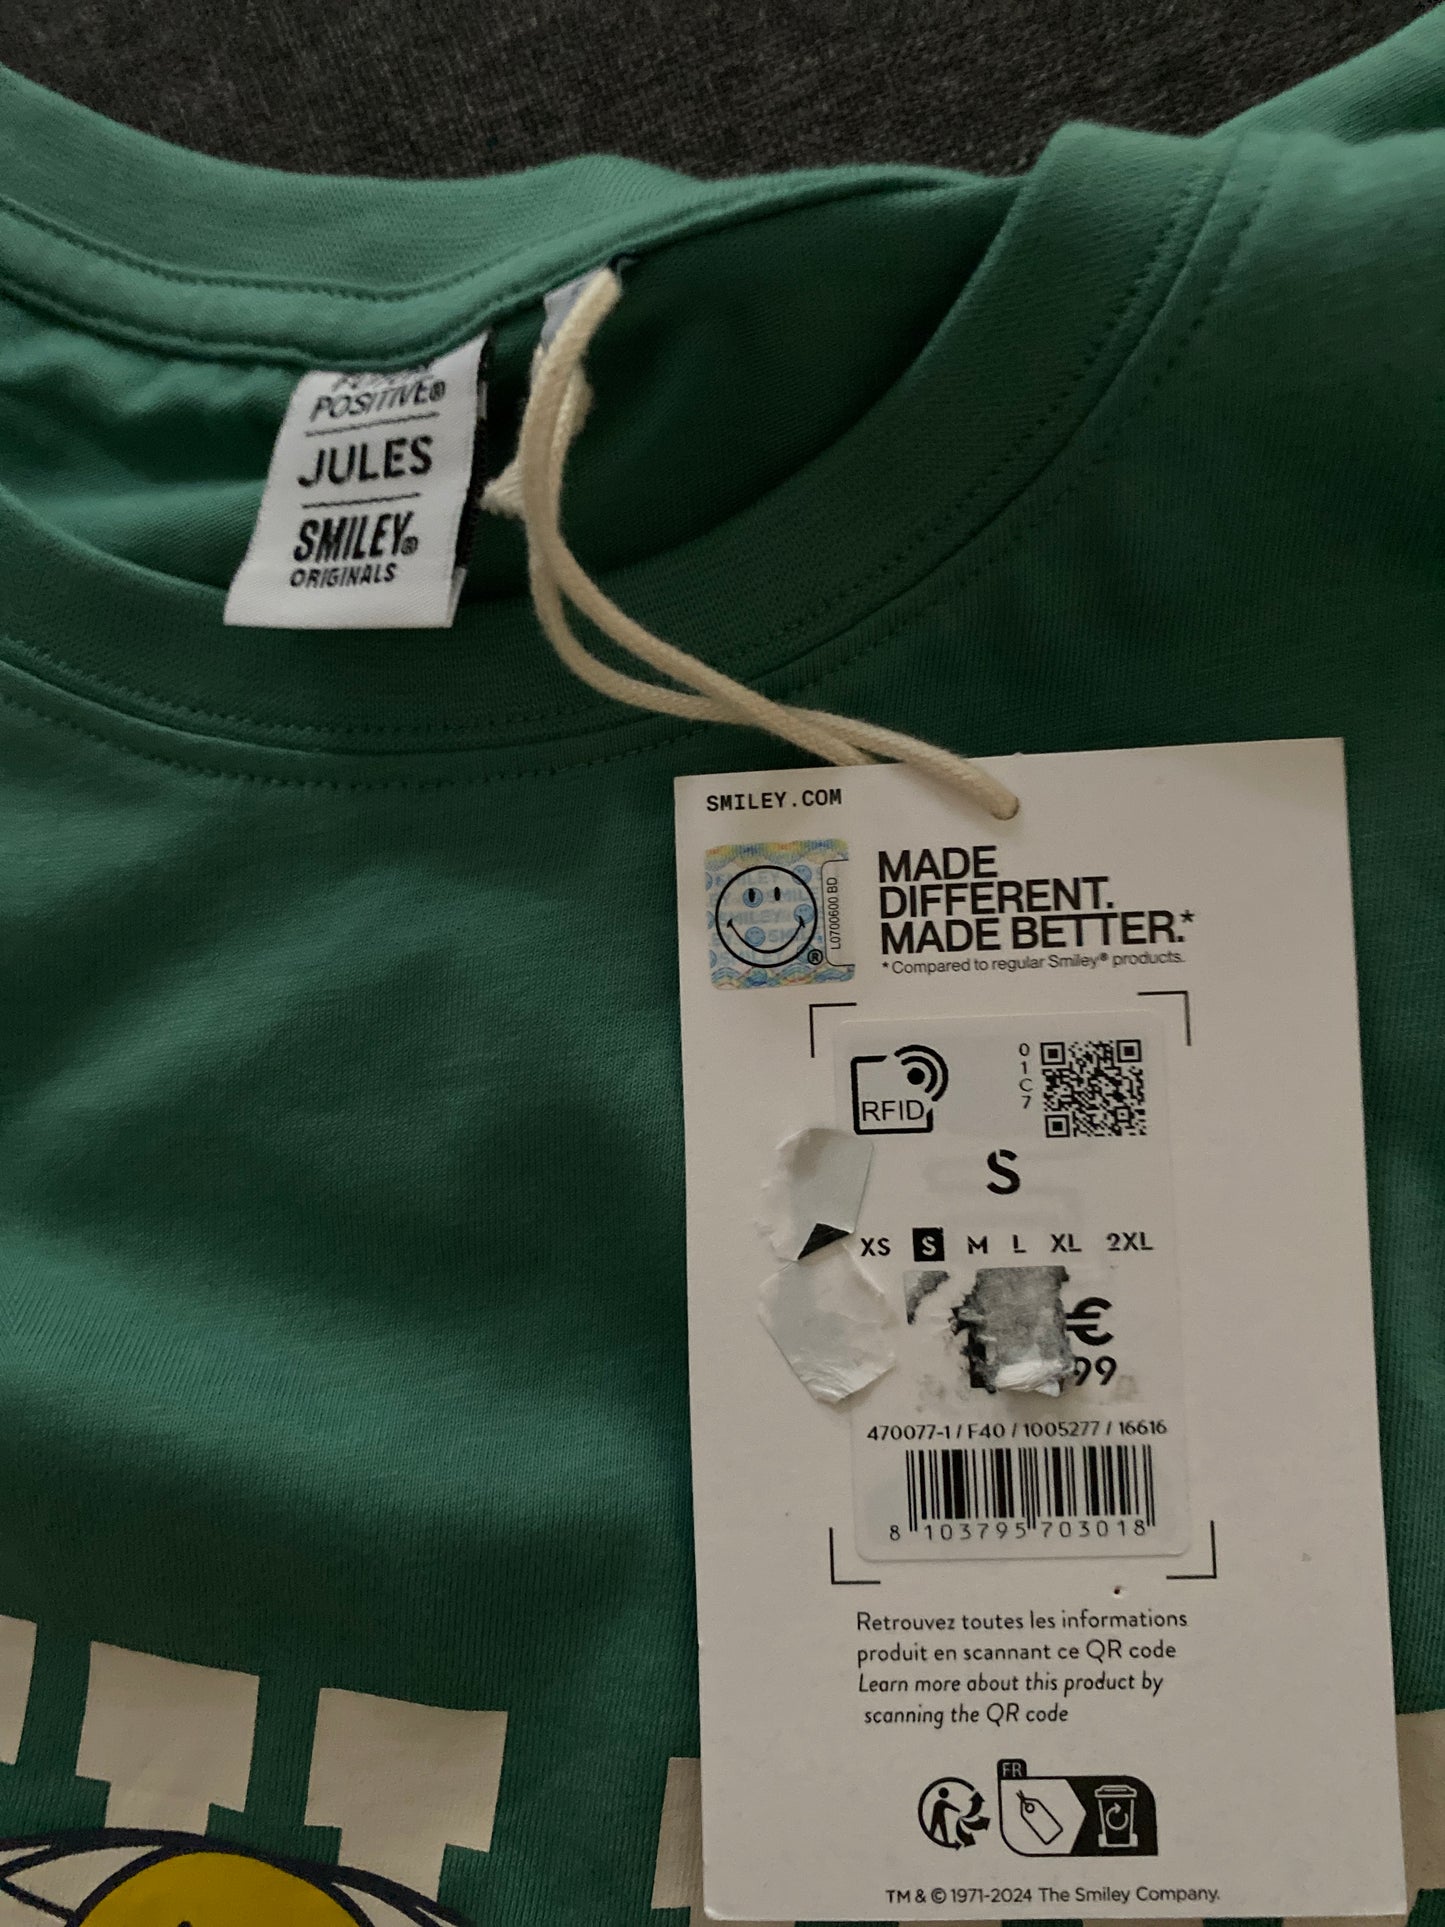 POSITIVE®
JULES
SMILEY®
ORIGINALS
SMILEY.COM
L0700600 BD
®
MADE
DIFFERENT.
MADE BETTER.*
*Compared to regular Smiley® products.
RFID
01C7
S
XS S M L XL 2XL
€
99
470077-1 / F40 / 1005277 / 16616
8 103795 703018
Retrouvez toutes les informations
produit en scannant ce QR code
Learn more about this product by
scanning the QR code
FR
TM & © 1971-2024 The Smiley Company.